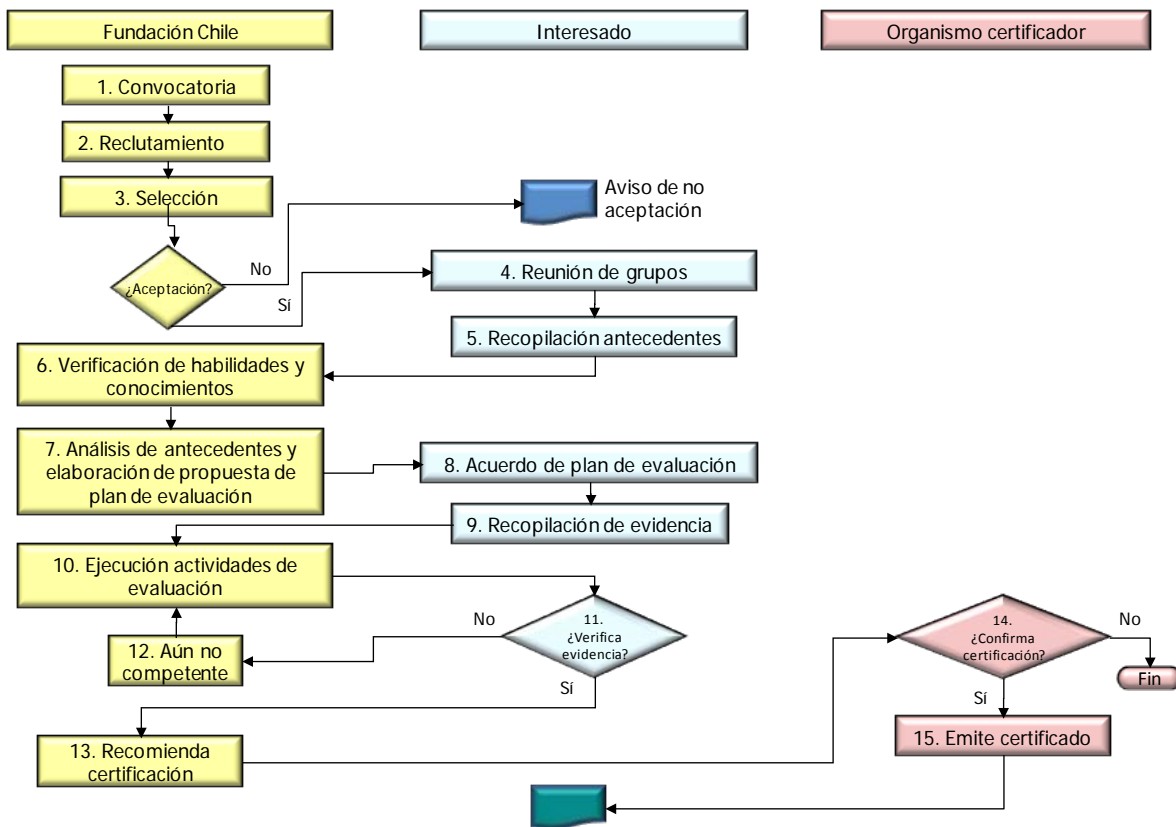 Fundación Chile
Interesado
Organismo certificador
1. Convocatoria
2. Reclutamiento
3. Selección
Aviso de no
aceptación
¿Aceptación?
No
Sí
4. Reunión de grupos
5. Recopilación antecedentes
6. Verificación de habilidades y
conocimientos
7. Análisis de antecedentes y
elaboración de propuesta de
plan de evaluación
8. Acuerdo de plan de evaluación
9. Recopilación de evidencia
10. Ejecución actividades de
evaluación
11.
¿Verifica
evidencia?
No
Sí
12. Aún no
competente
13. Recomienda
certificación
14.
¿Confirma
certificación?
No
Fin
Sí
15. Emite certificado